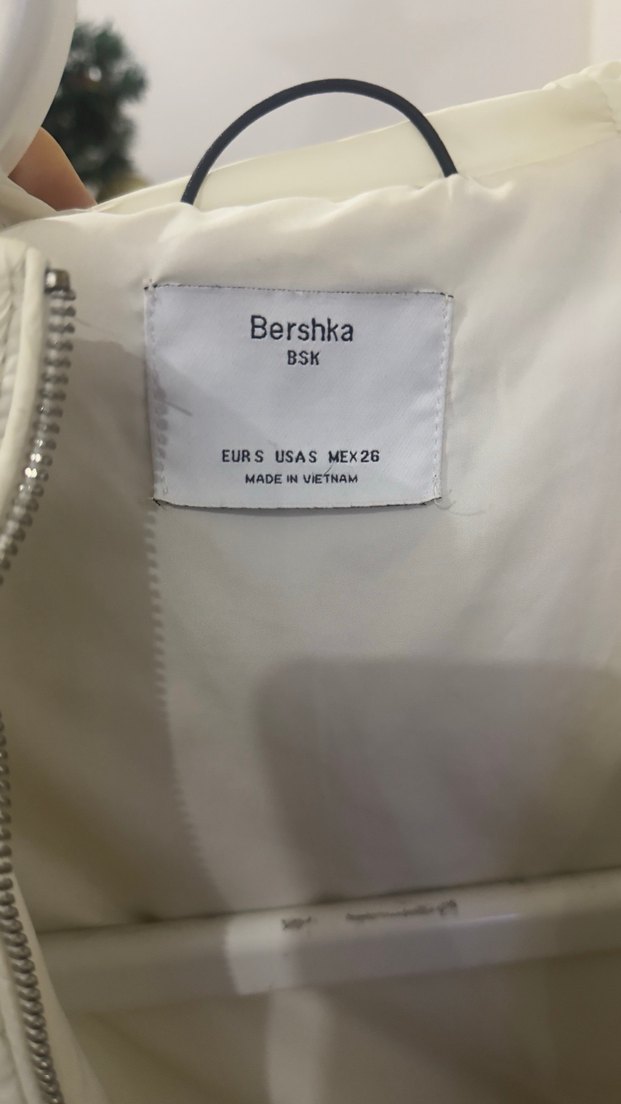 Bershka
BSK
EUR S USA S MEX 26
MADE IN VIETNAM